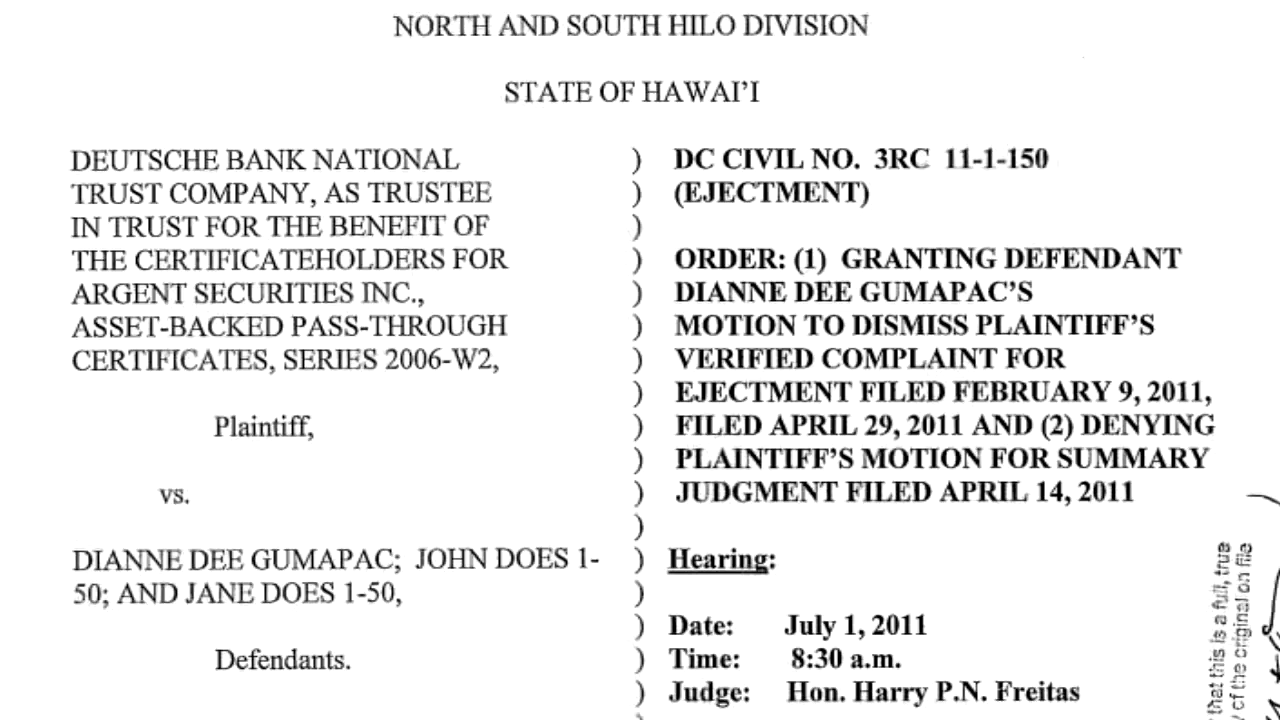 NORTH AND SOUTH HILO DIVISION
STATE OF HAWAI'I
DEUTSCHE BANK NATIONAL
TRUST COMPANY, AS TRUSTEE
IN TRUST FOR THE BENEFIT OF
THE CERTIFICATEHOLDERS FOR
ARGENT SECURITIES INC.,
ASSET-BACKED PASS-THROUGH
CERTIFICATES, SERIES 2006-W2,
Plaintiff,
vs.
DIANNE DEE GUMAPAC; JOHN DOES 1-
50; AND JANE DOES 1-50,
Defendants.
DC CIVIL NO. 3RC 11-1-150
(EJECTMENT)
ORDER: (1) GRANTING DEFENDANT
DIANNE DEE GUMAPAC'S
MOTION TO DISMISS PLAINTIFF'S
VERIFIED COMPLAINT FOR
EJECTMENT FILED FEBRUARY 9, 2011,
FILED APRIL 29, 2011 AND (2) DENYING
PLAINTIFF'S MOTION FOR SUMMARY
JUDGMENT FILED APRIL 14, 2011
Hearing:
Date: July 1, 2011
Time: 8:30 a.m.
Judge: Hon. Harry P.N. Freitas
that this is a full, true
of the original on file